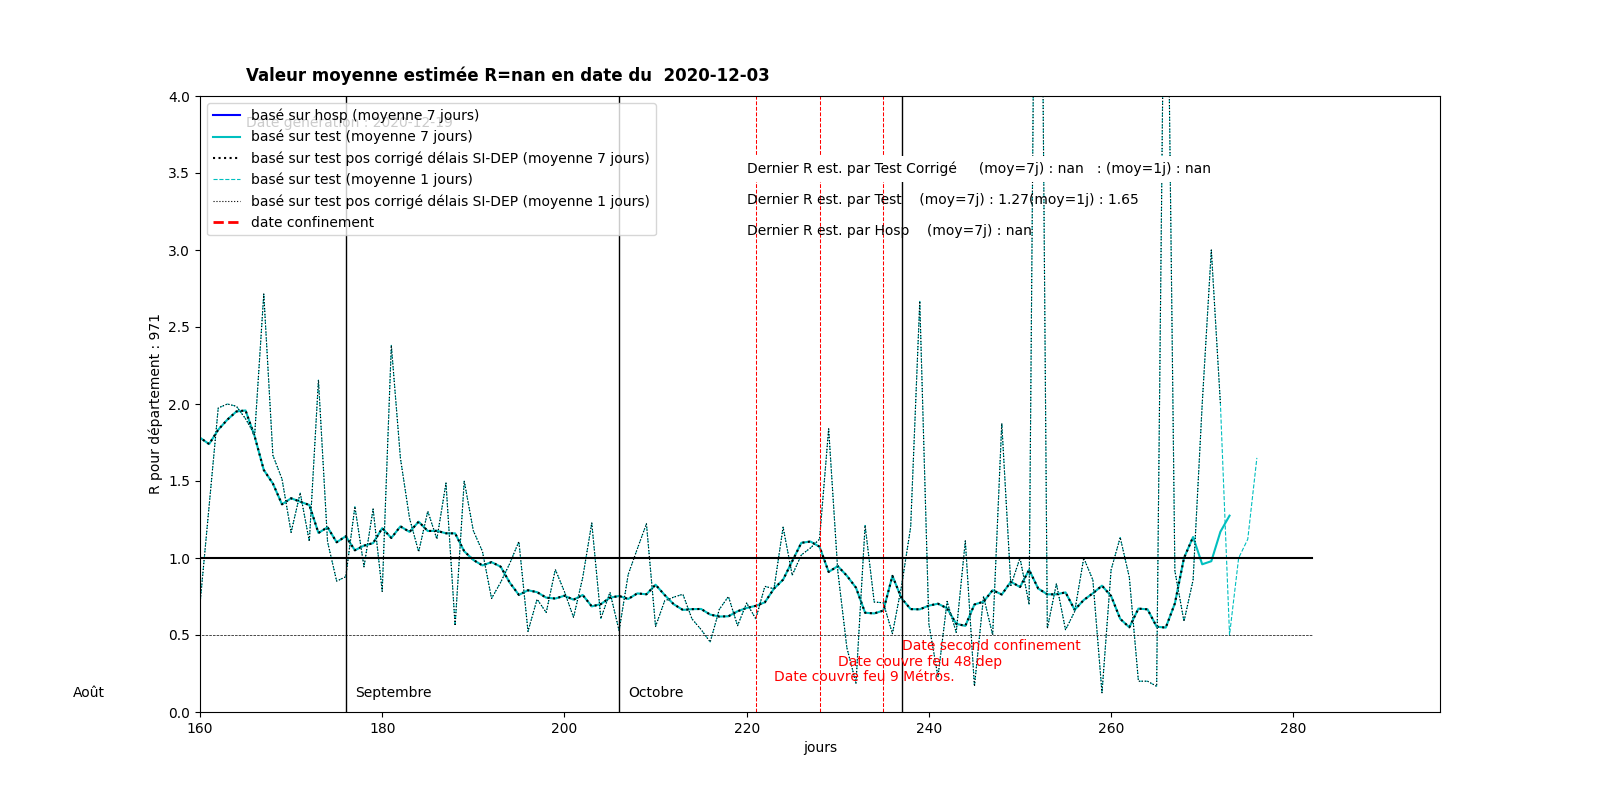 Valeur moyenne estimée R=nan en date du  2020-12-03
basé sur hosp (moyenne 7 jours)
basé sur test (moyenne 7 jours)
basé sur test pos corrigé délais SI-DEP (moyenne 7 jours)
basé sur test (moyenne 1 jours)
basé sur test pos corrigé délais SI-DEP (moyenne 1 jours)
date confinement
Dernier R est. par Test Corrigé     (moy=7j) : nan   : (moy=1j) : nan
Dernier R est. par Test    (moy=7j) : 1.27(moy=1j) : 1.65
Dernier R est. par Hosp    (moy=7j) : nan
4.0
3.5
3.0
2.5
2.0
1.5
1.0
0.5
0.0
R pour département : 971
Date second confinement
Date couvre feu 48 dep
Date couvre feu 9 Métros.
Août
Septembre
Octobre
160
180
200
220
240
260
280
jours